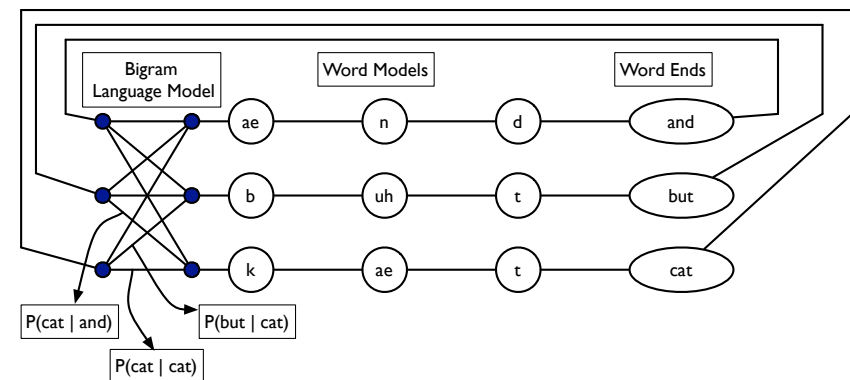 Bigram
Language Model
Word Models
Word Ends
ae
n
d
and
b
uh
t
but
k
ae
t
cat
P(cat | and)
P(but | cat)
P(cat | cat)